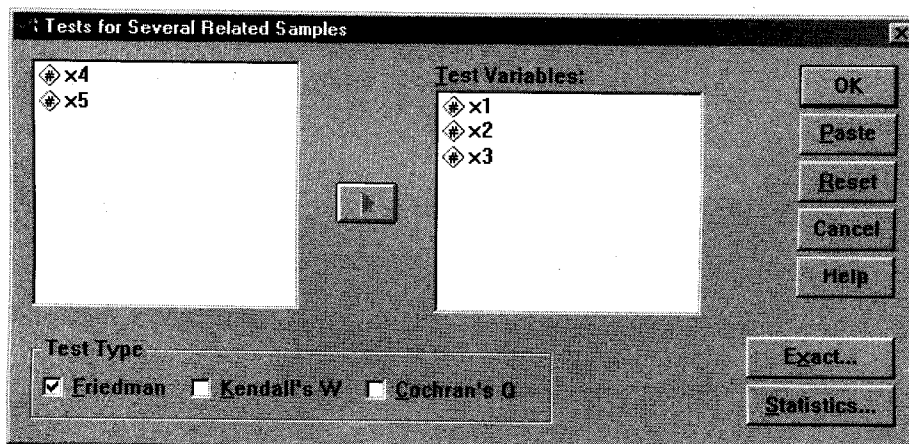 Tests for Several Related Samples
x4
x5
Test Variables:
x1
x2
x3
OK
Paste
Reset
Cancel
Help
Test Type
Friedman
Kendall's W
Cochran's Q
Exact...
Statistics...